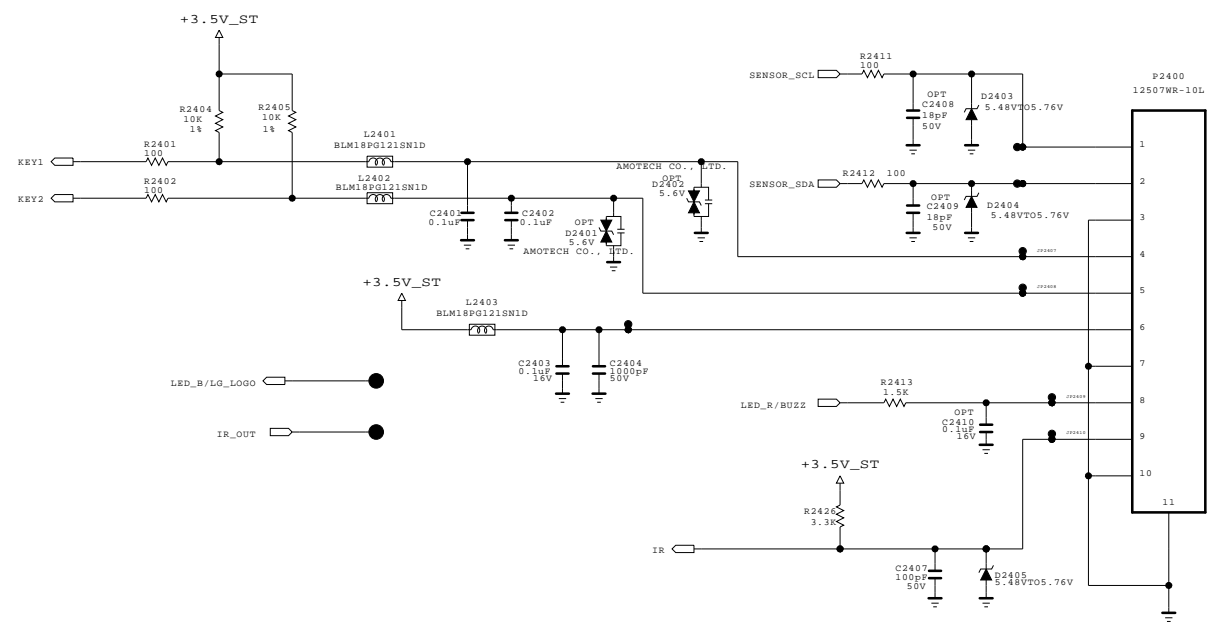 +3.5V_ST
R2404
10K
1%
R2405
10K
1%
KEY1
R2401
100
L2401
BLM18PG121SN1D
KEY2
R2402
100
L2402
BLM18PG121SN1D
C2401
0.1uF
C2402
0.1uF
OPT
D2401
5.6V
AMOTECH CO., LTD.
AMOTECH CO., LTD.
OPT
D2402
5.6V
SENSOR_SCL
R2411
100
OPT
C2408
18pF
50V
D2403
5.48VTO5.76V
SENSOR_SDA
R2412 100
OPT
C2409
18pF
50V
D2404
5.48VTO5.76V
P2400
12507WR-10L
1
2
3
4
5
6
7
8
9
10
11
JP2407
JP2408
+3.5V_ST
L2403
BLM18PG121SN1D
C2403
0.1uF
16V
C2404
1000pF
50V
LED_B/LG_LOGO
IR_OUT
LED_R/BUZZ
R2413
1.5K
OPT
C2410
0.1uF
16V
JP2409
JP2410
+3.5V_ST
R2426
3.3K
IR
C2407
100pF
50V
D2405
5.48VTO5.76V